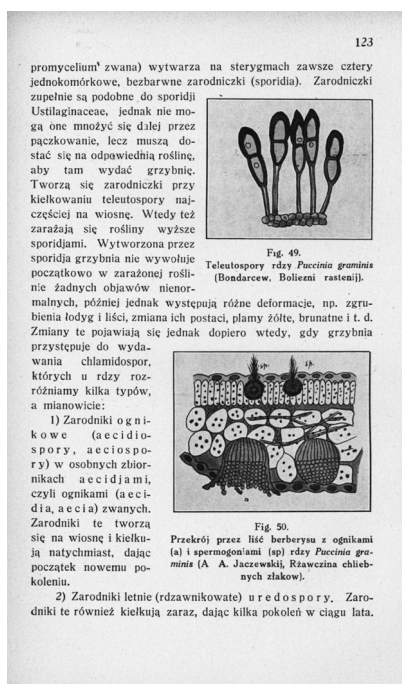 123
promycelium zwana) wytwarza na sterygmach zawsze cztery
jednokomórkowe, bezbarwne zarodniczki (sporidia). Zarodniczki
zupełnie są podobne do sporidji
Ustilaginaceae, jednak nie mo-
gą one mnożyć się dalej przez
pączkowanie, lecz muszą do-
stać się na odpowiednią roślinę,
aby tam wydać grzybnię.
Tworzą się zarodniczki przy
kiełkowaniu teleutospory naj-
częściej na wiosnę. Wtedy też
zarażają się rośliny wyższe
sporidjami. Wytworzona przez
sporidja grzybnia nie wywołuje
początkowo w zarażonej rośli-
nie żadnych objawów nienor-
Fig. 49.
Teleutospory rdzy Puccinia graminis
(Bondarcew. Boliezni rastenij).
malnych, później jednak występują różne deformacje, np. zgru-
bienia łodyg i liści, zmiana ich postaci, plamy żółte, brunatne i t. d.
Zmiany te pojawiają się jednak dopiero wtedy, gdy grzybnia
przystępuje do wyda-
wania chlamidospor,
których u rdzy roz-
różniamy kilka typów,
a mianowicie:
1) Zarodniki ogni-
kowe (aecidio-
spory, aeciospo-
ry) w osobnych zbior-
nikach aecidjami,
czyli ognikami (aeci-
dia, aecia) zwanych.
Zarodniki te tworzą
się na wiosnę i kiełku-
ją natychmiast, dając
początek nowemu po-
koleniu.
sp.
sp.
a
Fig. 50.
Przekrój przez liść berberysu z ognikami
(a) i spermogoniami (sp) rdzy Puccinia gra-
minis (A A. Jaczewskij, Rżawczina chlieb-
nych złakow).
2) Zarodniki letnie (rdzawnikowate) uredospory. Zaro-
dniki te również kiełkują zaraz, dając kilka pokoleń w ciągu lata.